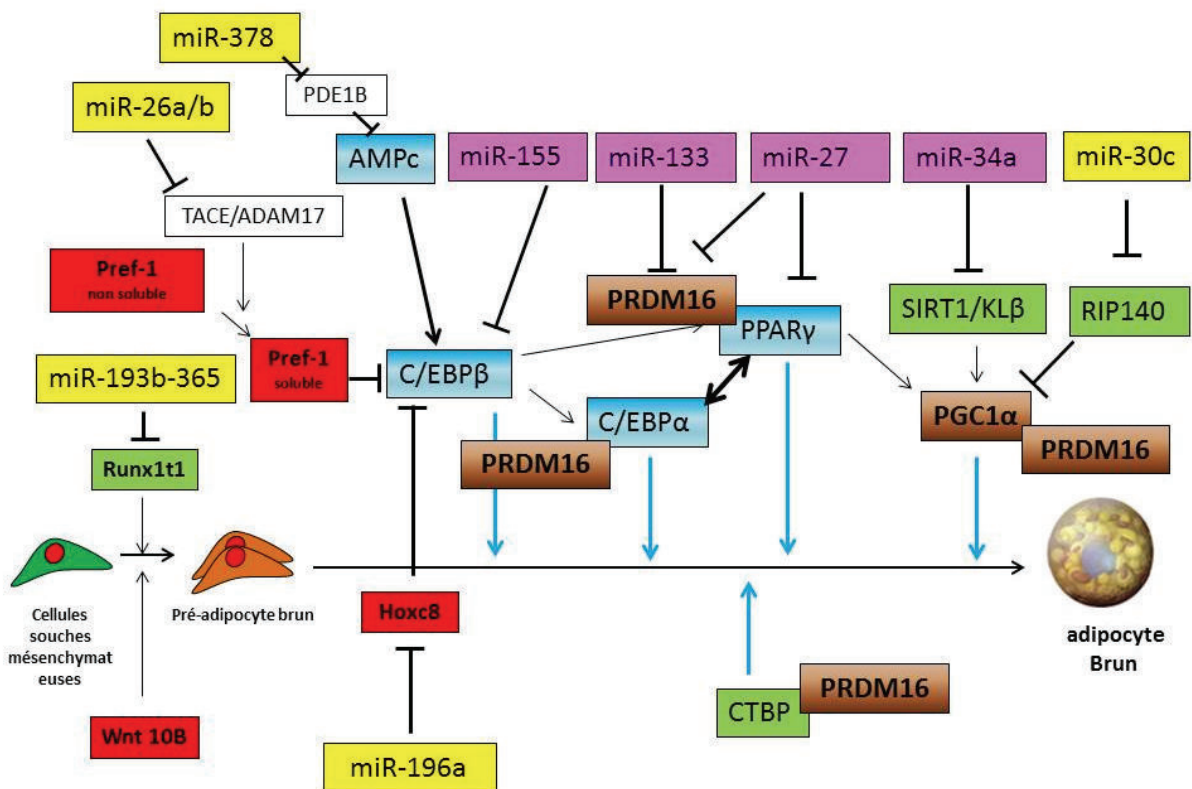 miR-378
PDE1B
miR-26a/b
AMPc
miR-155
miR-133
miR-27
miR-34a
miR-30c
TACE/ADAM17
Pref-1
non soluble
PRDM16
PPARγ
SIRT1/KLβ
RIP140
Pref-1
soluble
miR-193b-365
C/EBPβ
C/EBPα
PRDM16
PGC1α
PRDM16
Runx1t1
Cellules
souches
mésenchymat
euses
Pré-adipocyte brun
Hoxc8
adipocyte
Brun
PRDM16
CTBP
Wnt 10B
miR-196a